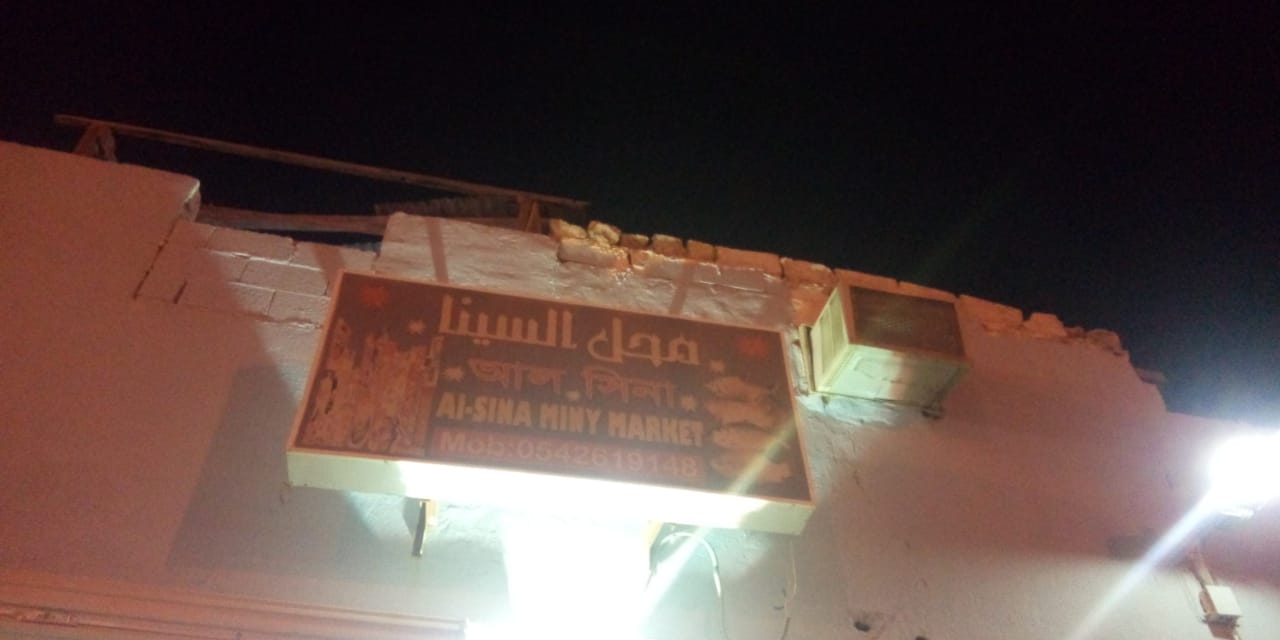 محل السينا
আল সিনা
Al-SINA MINY MARKET
Mob:0542619148